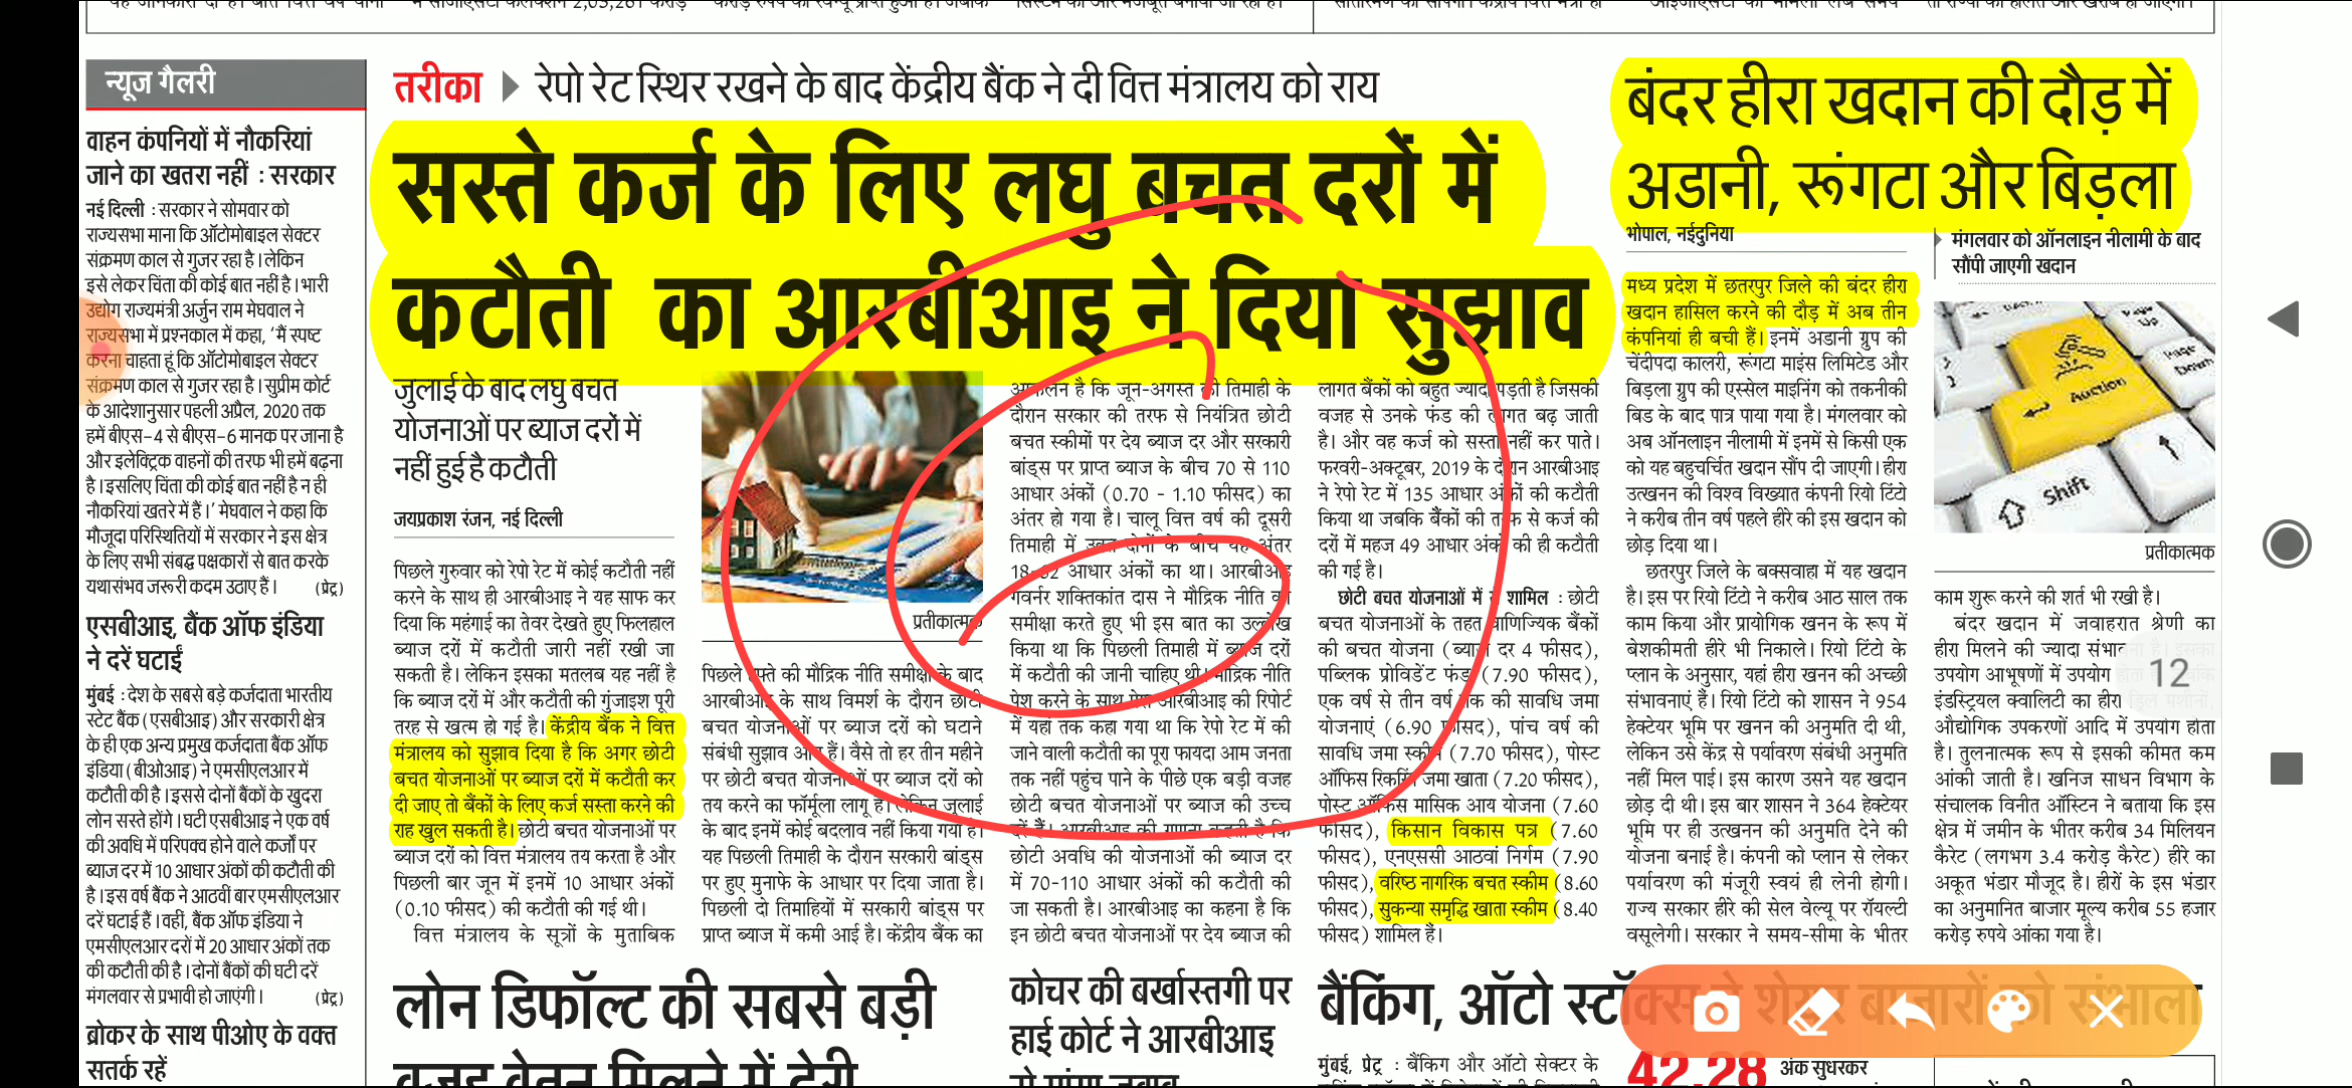 न्यूज गैलरी
वाहन कंपनियों में नौकरियां
जाने का खतरा नहीं : सरकार
नई दिल्ली : सरकार ने सोमवार को
राज्यसभा माना कि ऑटोमोबाइल सेक्टर
संक्रमण काल से गुजर रहा है। लेकिन
इसे लेकर चिंता की कोई बात नहीं है। भारी
उद्योग राज्यमंत्री अर्जुन राम मेघवाल ने
राज्यसभा में प्रश्नकाल में कहा, 'मैं स्पष्ट
करना चाहता हूं कि ऑटोमोबाइल सेक्टर
संक्रमण काल से गुजर रहा है। सुप्रीम कोर्ट
के आदेशानुसार पहली अप्रैल, 2020 तक
हमें बीएस-4 से बीएस-6 मानक पर जाना है
और इलेक्ट्रिक वाहनों की तरफ भी हमें बढ़ना
है। इसलिए चिंता की कोई बात नहीं है न ही
नौकरियां खतरे में हैं।' मेघवाल ने कहा कि
मौजूदा परिस्थितियों में सरकार ने इस क्षेत्र
के लिए सभी संबद्ध पक्षकारों से बात करके
यथासंभव जरूरी कदम उठाए हैं। (प्रेट्र)
एसबीआइ, बैंक ऑफ इंडिया
ने दरें घटाईं
मुंबई : देश के सबसे बड़े कर्जदाता भारतीय
स्टेट बैंक (एसबीआइ) और सरकारी क्षेत्र
के ही एक अन्य प्रमुख कर्जदाता बैंक ऑफ
इंडिया (बीओआइ) ने एमसीएलआर में
कटौती की है। इससे दोनों बैंकों के खुदरा
लोन सस्ते होंगे। घटी एसबीआइ ने एक वर्ष
की अवधि में परिपक्व होने वाले कर्जों पर
ब्याज दर में 10 आधार अंकों की कटौती की
है। इस वर्ष बैंक ने आठवीं बार एमसीएलआर
दरें घटाई हैं। वहीं, बैंक ऑफ इंडिया ने
एमसीएलआर दरों में 20 आधार अंकों तक
की कटौती की है। दोनों बैंकों की घटी दरें
मंगलवार से प्रभावी हो जाएंगी। (प्रेट्र)
ब्रोकर के साथ पीओए के वक्त
सतर्क रहें
तरीका रेपो रेट स्थिर रखने के बाद केंद्रीय बैंक ने दी वित्त मंत्रालय को राय
सस्ते कर्ज के लिए लघु बचत दरों में
कटौती का आरबीआइ ने दिया सुझाव
जुलाई के बाद लघु बचत
योजनाओं पर ब्याज दरों में
नहीं हुई है कटौती
जयप्रकाश रंजन, नई दिल्ली
पिछले गुरुवार को रेपो रेट में कोई कटौती नहीं
करने के साथ ही आरबीआइ ने यह साफ कर
दिया कि महंगाई का तेवर देखते हुए फिलहाल
ब्याज दरों में कटौती जारी नहीं रखी जा
सकती है। लेकिन इसका मतलब यह नहीं है
कि ब्याज दरों में और कटौती की गुंजाइश पूरी
तरह से खत्म हो गई है। केंद्रीय बैंक ने वित्त
मंत्रालय को सुझाव दिया है कि अगर छोटी
बचत योजनाओं पर ब्याज दरों में कटौती कर
दी जाए तो बैंकों के लिए कर्ज सस्ता करने की
राह खुल सकती है। छोटी बचत योजनाओं पर
ब्याज दरों को वित्त मंत्रालय तय करता है और
पिछली बार जून में इनमें 10 आधार अंकों
(0.10 फीसद) की कटौती की गई थी।
वित्त मंत्रालय के सूत्रों के मुताबिक
प्रतीकात्मक
पिछले हफ्ते की मौद्रिक नीति समीक्षा के बाद
आरबीआइ के साथ विमर्श के दौरान छोटी
बचत योजनाओं पर ब्याज दरों को घटाने
संबंधी सुझाव आए हैं। वैसे तो हर तीन महीने
पर छोटी बचत योजनाओं पर ब्याज दरों को
तय करने का फॉर्मूला लागू है। लेकिन जुलाई
के बाद इनमें कोई बदलाव नहीं किया गया है।
यह पिछली तिमाही के दौरान सरकारी बांड्स
पर हुए मुनाफे के आधार पर दिया जाता है।
पिछली दो तिमाहियों में सरकारी बांड्स पर
प्राप्त ब्याज में कमी आई है। केंद्रीय बैंक का
आकलन है कि जून-अगस्त की तिमाही के
दौरान सरकार की तरफ से नियंत्रित छोटी
बचत स्कीमों पर देय ब्याज दर और सरकारी
बांड्स पर प्राप्त ब्याज के बीच 70 से 110
आधार अंकों (0.70 - 1.10 फीसद) का
अंतर हो गया है। चालू वित्त वर्ष की दूसरी
तिमाही में उक्त दोनों के बीच यह अंतर
आधार अंकों का था। आरबीआइ
गवर्नर शक्तिकांत दास ने मौद्रिक नीति की
समीक्षा करते हुए भी इस बात का उल्लेख
किया था कि पिछली तिमाही में ब्याज दरों
में कटौती की जानी चाहिए थी। मौद्रिक नीति
पेश करने के साथ पेश आरबीआइ की रिपोर्ट
में यहां तक कहा गया था कि रेपो रेट में की
जाने वाली कटौती का पूरा फायदा आम जनता
तक नहीं पहुंच पाने के पीछे एक बड़ी वजह
छोटी बचत योजनाओं पर ब्याज की उच्च
दरें हैं। आरबीआइ की गणना कहती है कि
छोटी अवधि की योजनाओं की ब्याज दर
में 70-110 आधार अंकों की कटौती की
जा सकती है। आरबीआइ का कहना है कि
इन छोटी बचत योजनाओं पर देय ब्याज की
लागत बैंकों को बहुत ज्यादा पड़ती है जिसकी
वजह से उनके फंड की लागत बढ़ जाती
है। और वह कर्ज को सस्ता नहीं कर पाते।
फरवरी-अक्टूबर, 2019 के दौरान आरबीआइ
ने रेपो रेट में 135 आधार अंकों की कटौती
किया था जबकि बैंकों की तरफ से कर्ज की
दरों में महज 49 आधार अंकों की ही कटौती
की गई है।
छोटी बचत योजनाओं में ये शामिल : छोटी
बचत योजनाओं के तहत वाणिज्यिक बैंकों
की बचत योजना (ब्याज दर 4 फीसद),
पब्लिक प्रोविडेंट फंड (7.90 फीसद),
एक वर्ष से तीन वर्ष तक की सावधि जमा
योजनाएं (6.90 फीसद), पांच वर्ष की
सावधि जमा स्कीम (7.70 फीसद), पोस्ट
ऑफिस रिकरिंग जमा खाता (7.20 फीसद),
पोस्ट ऑफिस मासिक आय योजना (7.60
फीसद), किसान विकास पत्र (7.60
फीसद), एनएससी आठवां निर्गम (7.90
फीसद), वरिष्ठ नागरिक बचत स्कीम (8.60
फीसद), सुकन्या समृद्धि खाता स्कीम (8.40
फीसद) शामिल हैं।
बंदर हीरा खदान की दौड़ में
अडानी, रूंगटा और बिड़ला
भोपाल, नईदुनिया
मध्य प्रदेश में छतरपुर जिले की बंदर हीरा
खदान हासिल करने की दौड़ में अब तीन
कंपनियां ही बची हैं। इनमें अडानी ग्रुप की
चेंदीपदा कालरी, रूंगटा माइंस लिमिटेड और
बिड़ला ग्रुप की एस्सेल माइनिंग को तकनीकी
बिड के बाद पात्र पाया गया है। मंगलवार को
अब ऑनलाइन नीलामी में इनमें से किसी एक
को यह बहुचर्चित खदान सौंप दी जाएगी। हीरा
उत्खनन की विश्व विख्यात कंपनी रियो टिंटो
ने करीब तीन वर्ष पहले हीरे की इस खदान को
छोड़ दिया था।
छतरपुर जिले के बक्सवाहा में यह खदान
है। इस पर रियो टिंटो ने करीब आठ साल तक
काम किया और प्रायोगिक खनन के रूप में
बेशकीमती हीरे भी निकाले। रियो टिंटो के
प्लान के अनुसार, यहां हीरा खनन की अच्छी
संभावनाएं हैं। रियो टिंटो को शासन ने 954
हेक्टेयर भूमि पर खनन की अनुमति दी थी,
लेकिन उसे केंद्र से पर्यावरण संबंधी अनुमति
नहीं मिल पाई। इस कारण उसने यह खदान
छोड़ दी थी। इस बार शासन ने 364 हेक्टेयर
भूमि पर ही उत्खनन की अनुमति देने की
योजना बनाई है। कंपनी को प्लान से लेकर
पर्यावरण की मंजूरी स्वयं ही लेनी होगी।
राज्य सरकार हीरे की सेल वेल्यू पर रॉयल्टी
वसूलेगी। सरकार ने समय-सीमा के भीतर
मंगलवार को ऑनलाइन नीलामी के बाद
सौंपी जाएगी खदान
Page Up
Page Down
Auction
Shift
प्रतीकात्मक
काम शुरू करने की शर्त भी रखी है।
बंदर खदान में जवाहरात श्रेणी का
हीरा मिलने की ज्यादा संभावना है। इसका
उपयोग आभूषणों में उपयोग
इंडस्ट्रियल क्वालिटी का हीरा
औद्योगिक उपकरणों आदि में उपयोग होता
है। तुलनात्मक रूप से इसकी कीमत कम
आंकी जाती है। खनिज साधन विभाग के
संचालक विनीत ऑस्टिन ने बताया कि इस
क्षेत्र में जमीन के भीतर करीब 34 मिलियन
कैरेट (लगभग 3.4 करोड़ कैरेट) हीरे का
अकूत भंडार मौजूद है। हीरों के इस भंडार
का अनुमानित बाजार मूल्य करीब 55 हजार
करोड़ रुपये आंका गया है।
12
लोन डिफॉल्ट की सबसे बड़ी
वजह वेतन मिलने में देरी
कोचर की बर्खास्तगी पर
हाई कोर्ट ने आरबीआइ
से मांगा जवाब
बैंकिंग, ऑटो स्टॉक्स ने शेयर बाजारों को संभाला
मुंबई, प्रेट्र : बैंकिंग और ऑटो सेक्टर के
42.28 अंक सुधरकर